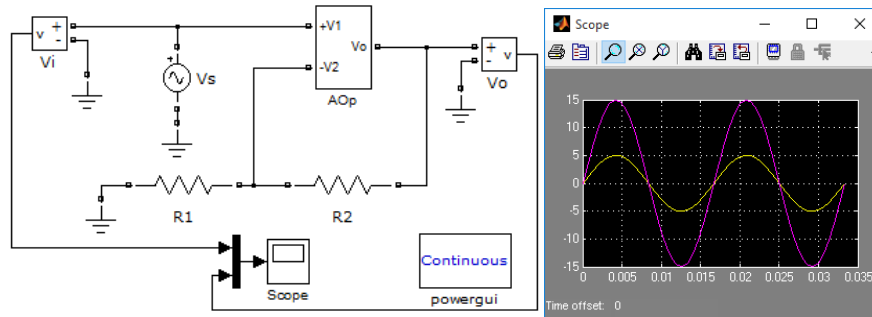 v
+
-
Vi
+
Vs
+V1
-V2
Vo
AOp
+
-
v
Vo
R1
R2
Scope
Continuous
powergui
Scope
15
10
5
0
-5
-10
-15
0
0.005
0.01
0.015
0.02
0.025
0.03
0.035
Time offset: 0